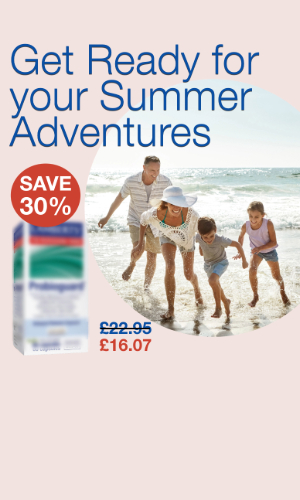 Get Ready for
your Summer
Adventures
SAVE
30%
£22.95
£16.07